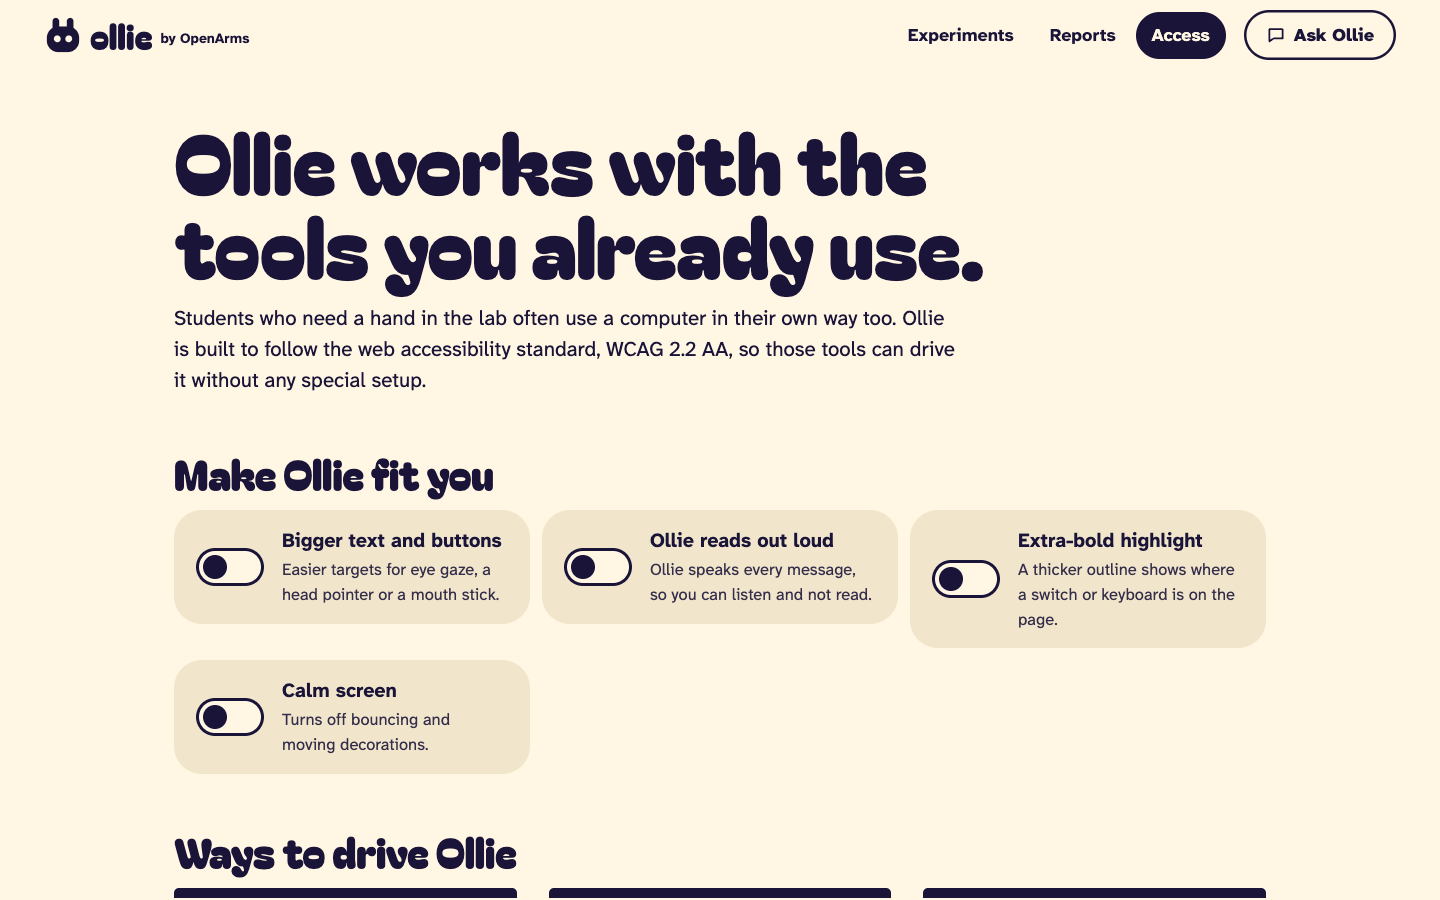 ollie by OpenArms
Experiments
Reports
Access
Ask Ollie
Ollie works with the
tools you already use.
Students who need a hand in the lab often use a computer in their own way too. Ollie
is built to follow the web accessibility standard, WCAG 2.2 AA, so those tools can drive
it without any special setup.
Make Ollie fit you
Bigger text and buttons
Easier targets for eye gaze, a
head pointer or a mouth stick.
Ollie reads out loud
Ollie speaks every message,
so you can listen and not read.
Extra-bold highlight
A thicker outline shows where
a switch or keyboard is on the
page.
Calm screen
Turns off bouncing and
moving decorations.
Ways to drive Ollie